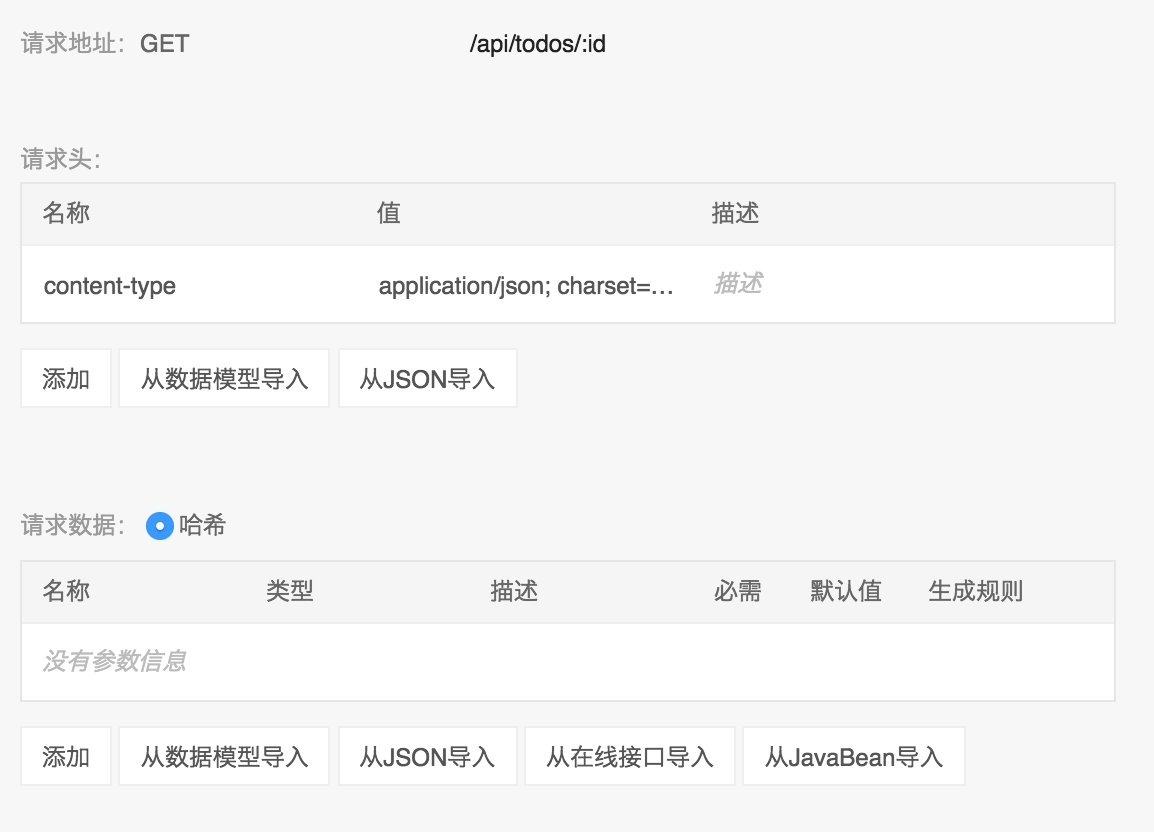 请求地址： GET /api/todos/:id
请求头：
名称 值 描述
content-type application/json; charset=... 描述
添加 从数据模型导入 从JSON导入
请求数据： 哈希
名称 类型 描述 必需 默认值 生成规则
没有参数信息
添加 从数据模型导入 从JSON导入 从在线接口导入 从JavaBean导入